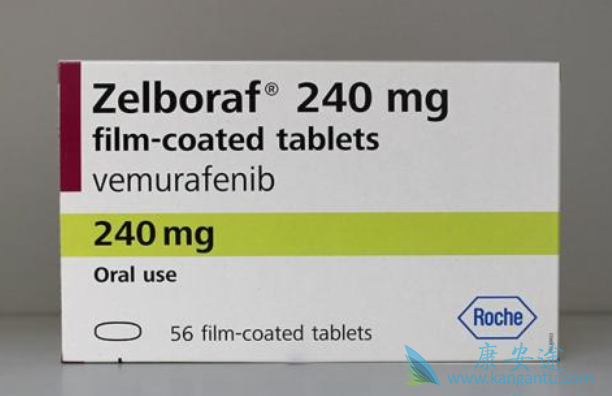 Zelboraf® 240 mg
film-coated tablets
vemurafenib
240 mg
Oral use
56 film-coated tablets
Roche
康安途
www.kangantu.com